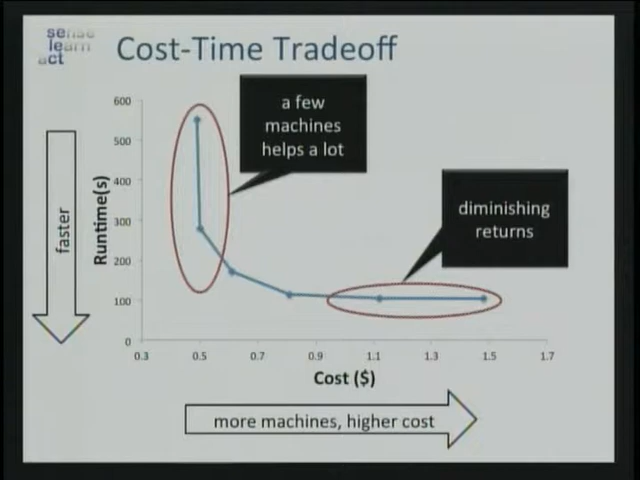 sense
learn
act
Cost-Time Tradeoff
a few
machines
helps a lot
diminishing
returns
faster
Runtime(s)
600
500
400
300
200
100
0
0.3 0.5 0.7 0.9 1.1 1.3 1.5 1.7
Cost ($)
more machines, higher cost